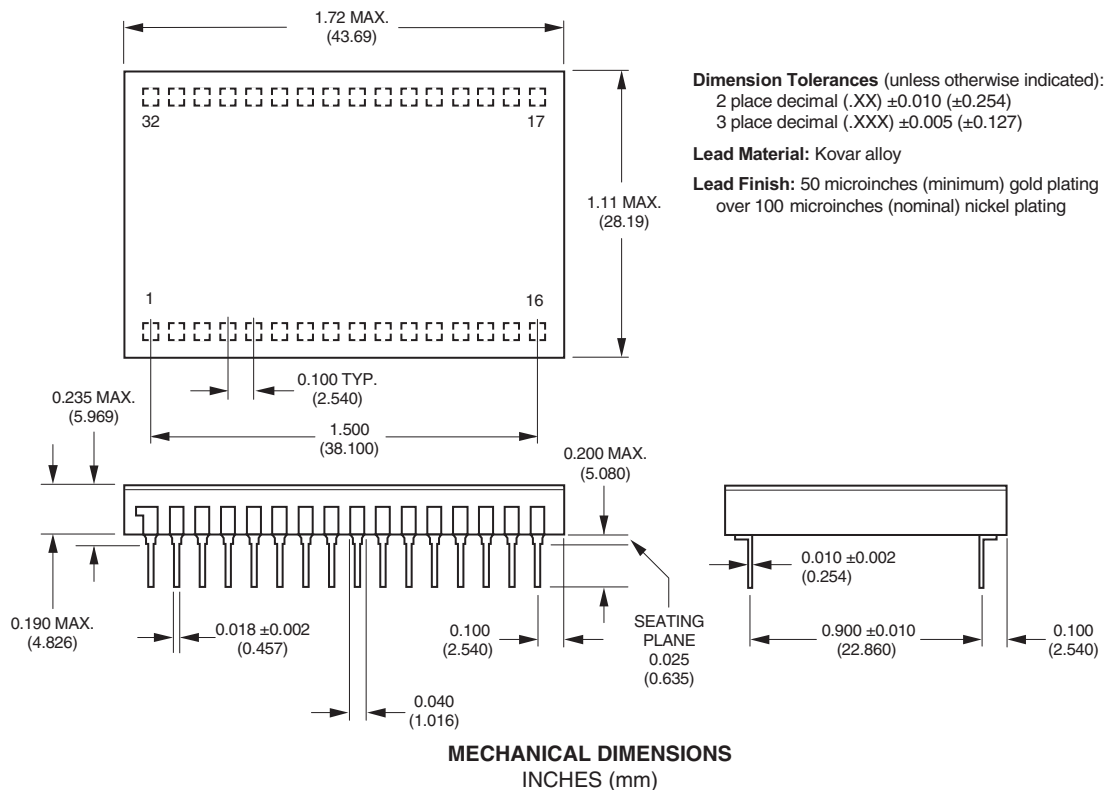 1.72 MAX.
(43.69)
Dimension Tolerances (unless otherwise indicated):
2 place decimal (.XX) ±0.010 (±0.254)
3 place decimal (.XXX) ±0.005 (±0.127)
Lead Material: Kovar alloy
Lead Finish: 50 microinches (minimum) gold plating
over 100 microinches (nominal) nickel plating
32
17
1.11 MAX.
(28.19)
1
16
0.100 TYP.
(2.540)
0.235 MAX.
(5.969)
1.500
(38.100)
0.200 MAX.
(5.080)
0.010 ±0.002
(0.254)
0.190 MAX.
(4.826)
0.018 ±0.002
(0.457)
0.100
(2.540)
SEATING
PLANE
0.025
(0.635)
0.900 ±0.010
(22.860)
0.100
(2.540)
0.040
(1.016)
MECHANICAL DIMENSIONS
INCHES (mm)